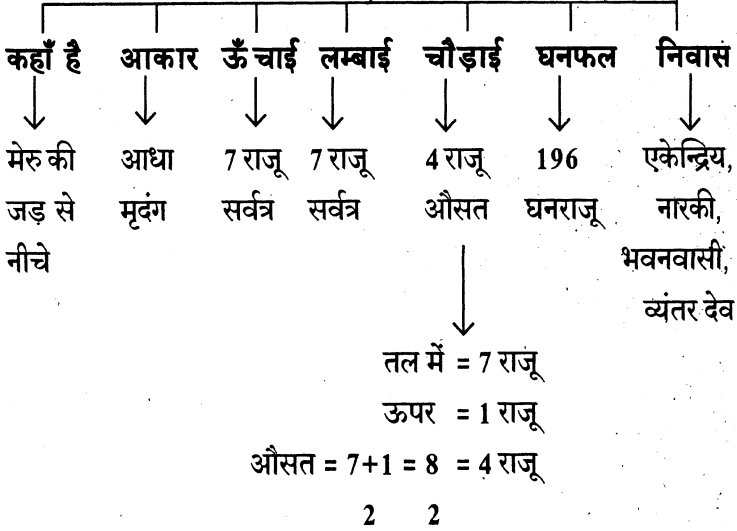 कहाँ है आकार ऊँचाई लम्बाई चौड़ाई घनफल निवास
मेरु की आधा 7 राजू 7 राजू 4 राजू 196 एकेन्द्रिय,
जड़ से मृदंग सर्वत्र सर्वत्र औसत घनराजू नारकी,
नीचे भवनवासी,
व्यंतर देव
तल में = 7 राजू
ऊपर = 1 राजू
औसत = 7+1 = 8 = 4 राजू
2 2